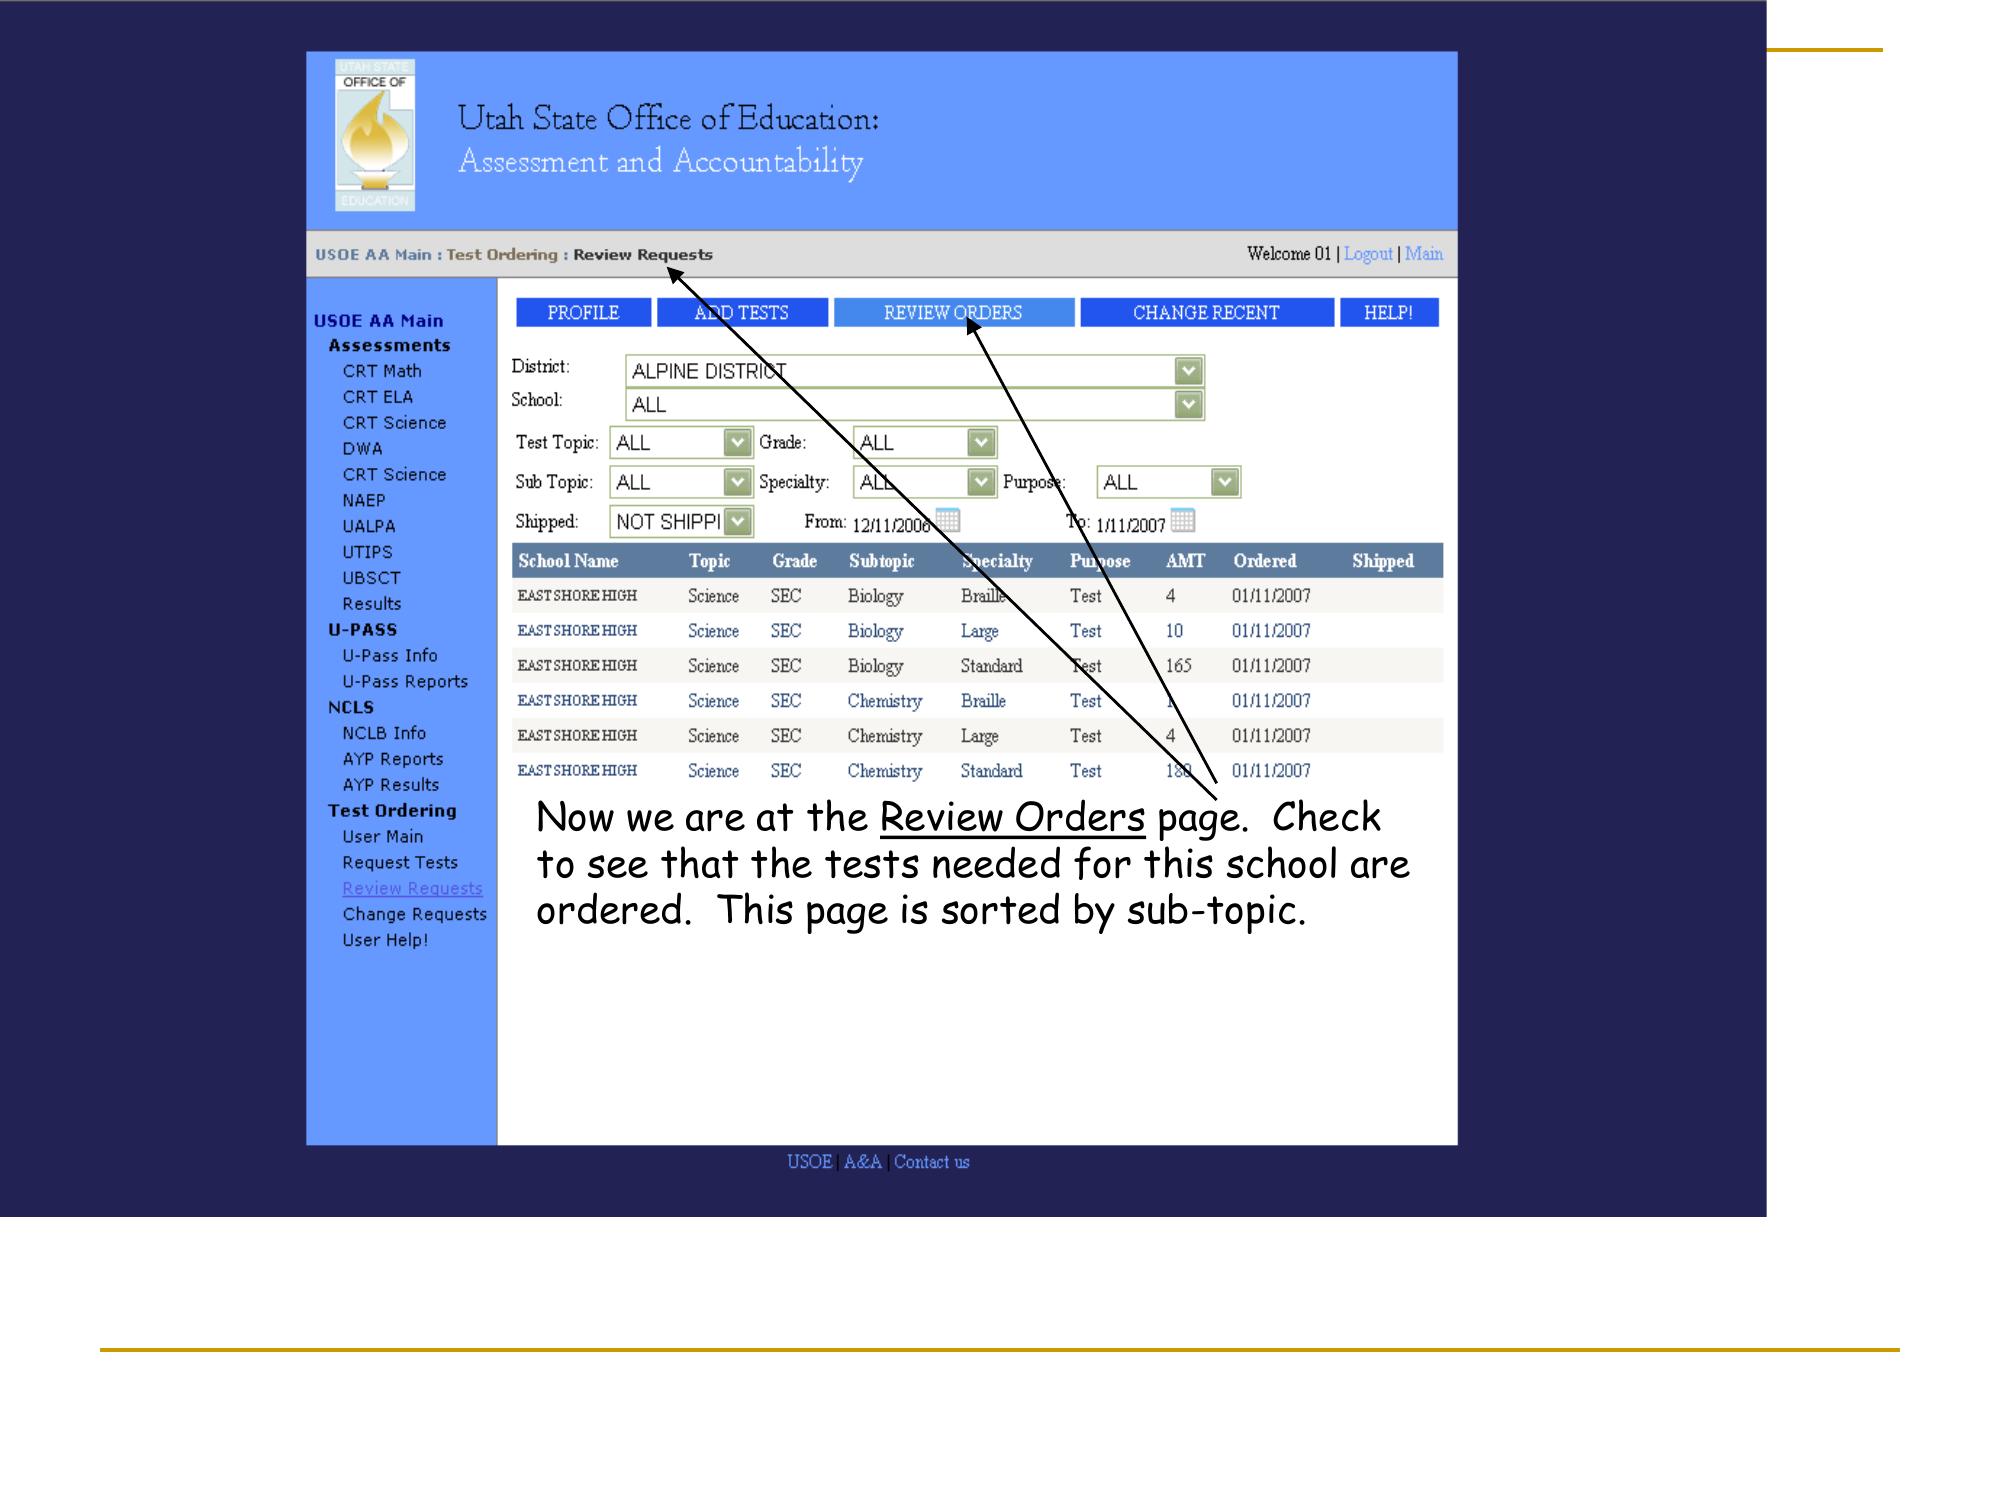 UTAH STATE
OFFICE OF
EDUCATION
Utah State Office of Education:
Assessment and Accountability
USOE AA Main : Test Ordering : Review Requests
Welcome 01 | Logout | Main
PROFILE ADD TESTS REVIEW ORDERS CHANGE RECENT HELP!
USOE AA Main
Assessments
CRT Math
CRT ELA
CRT Science
DWA
CRT Science
NAEP
UALPA
UTIPS
UBSCT
Results
U-PASS
U-Pass Info
U-Pass Reports
NCLS
NCLB Info
AYP Reports
AYP Results
Test Ordering
User Main
Request Tests
Review Requests
Change Requests
User Help!
District: ALPINE DISTRICT
School: ALL
Test Topic: ALL Grade: ALL
Sub Topic: ALL Specialty: ALL Purpose: ALL
Shipped: NOT SHIPPI From: 12/11/2006 To: 1/11/2007
School Name Topic Grade Subtopic Specialty Purpose AMT Ordered Shipped
EAST SHORE HIGH Science SEC Biology Braille Test 4 01/11/2007
EAST SHORE HIGH Science SEC Biology Large Test 10 01/11/2007
EAST SHORE HIGH Science SEC Biology Standard Test 165 01/11/2007
EAST SHORE HIGH Science SEC Chemistry Braille Test 01/11/2007
EAST SHORE HIGH Science SEC Chemistry Large Test 4 01/11/2007
EAST SHORE HIGH Science SEC Chemistry Standard Test 180 01/11/2007
Now we are at the Review Orders page. Check
to see that the tests needed for this school are
ordered. This page is sorted by sub-topic.
USOE | A&A | Contact us